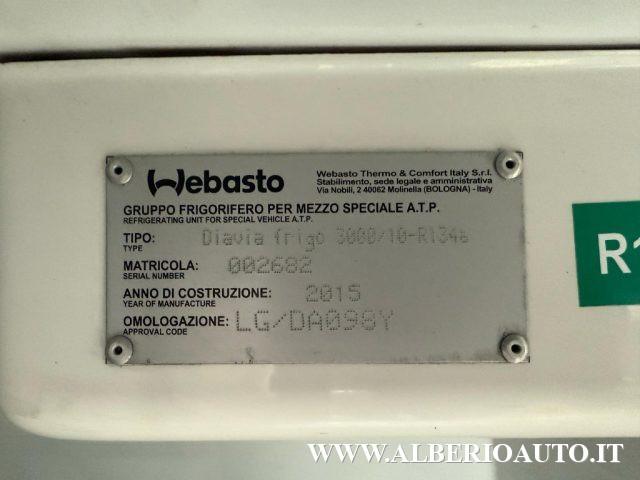 Webasto
Webasto Thermo & Comfort Italy S.r.l.
Stabilimento, sede legale e amministrativa
Via Nobili, 2 40062 Molinella (BOLOGNA) - Italy
GRUPPO FRIGORIFERO PER MEZZO SPECIALE A.T.P.
REFRIGERATING UNIT FOR SPECIAL VEHICLE A.T.P.
TIPO: Diavia frigo 3000/10-R134a
TYPE
MATRICOLA: 002682
SERIAL NUMBER
ANNO DI COSTRUZIONE: 2015
YEAR OF MANUFACTURE
OMOLOGAZIONE: LG/DA098Y
APPROVAL CODE
R1
WWW.ALBERIOAUTO.IT